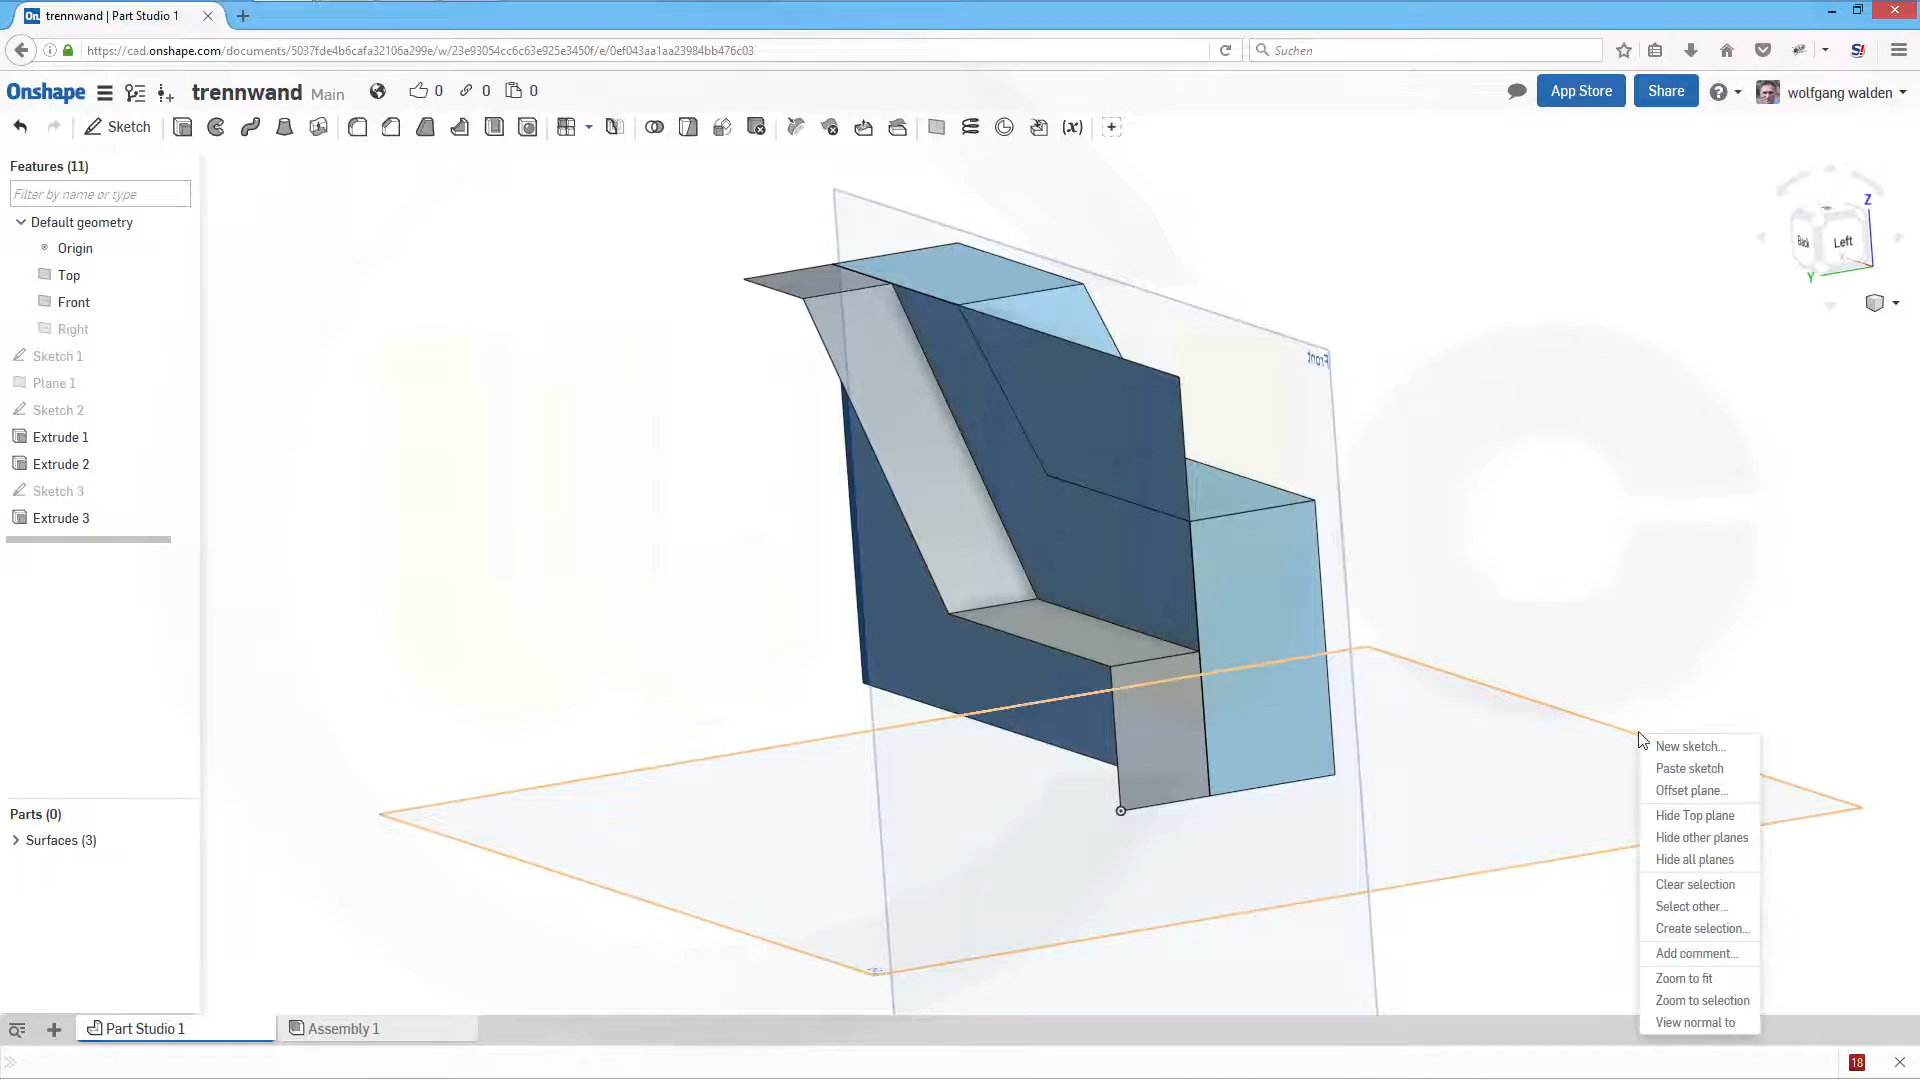 trennwand | Part Studio 1
https://cad.onshape.com/documents/5037fde4b6cafa32106a299e/w/23e93054cc6c63e925e3450f/e/0ef043aa1aa23984bb476c03
Suchen
Onshape
trennwand Main
0
0
0
App Store
Share
wolfgang walden
Sketch
(x)
Features (11)
Filter by name or type
Default geometry
Origin
Top
Front
Right
Sketch 1
Plane 1
Sketch 2
Extrude 1
Extrude 2
Sketch 3
Extrude 3
Parts (0)
Surfaces (3)
Front
Z
Back
Left
X
Y
New sketch...
Paste sketch
Offset plane...
Hide Top plane
Hide other planes
Hide all planes
Clear selection
Select other...
Create selection...
Add comment...
Zoom to fit
Zoom to selection
View normal to
Part Studio 1
Assembly 1
18